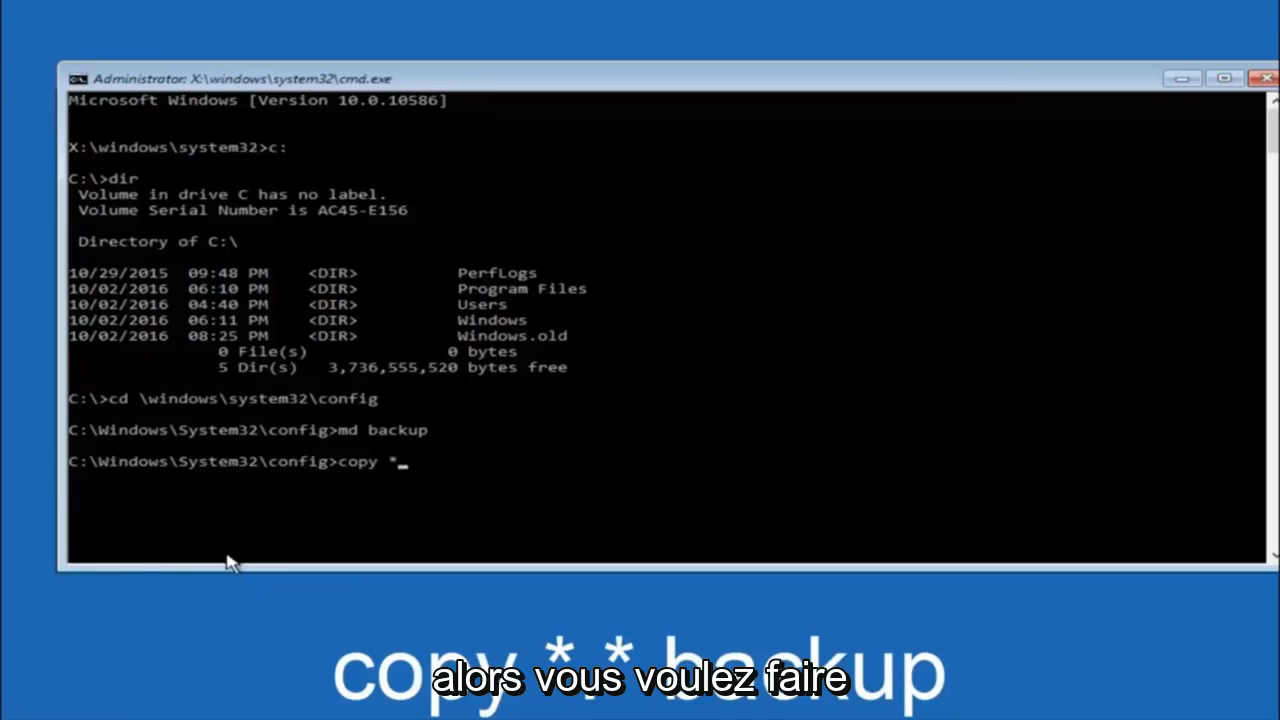 Administrator: X:\windows\system32\cmd.exe
Microsoft Windows [Version 10.0.10586]
X:\windows\system32>c:
C:\>dir
Volume in drive C has no label.
Volume Serial Number is AC45-E156
Directory of C:\
10/29/2015 09:48 PM <DIR> PerfLogs
10/02/2016 06:10 PM <DIR> Program Files
10/02/2016 04:40 PM <DIR> Users
10/02/2016 06:11 PM <DIR> Windows
10/02/2016 08:25 PM <DIR> Windows.old
0 File(s) 0 bytes
5 Dir(s) 3,736,555,520 bytes free
C:\>cd \windows\system32\config
C:\Windows\System32\config>md backup
C:\Windows\System32\config>copy *_
copy *.* backup
alors vous voulez faire